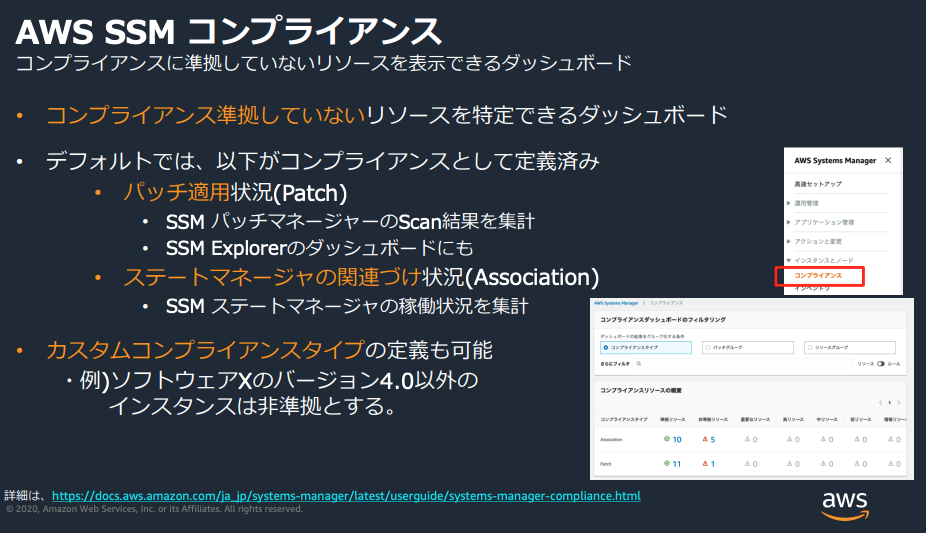 AWS SSM コンプライアンス
コンプライアンスに準拠していないリソースを表示できるダッシュボード
• コンプライアンス準拠していないリソースを特定できるダッシュボード
• デフォルトでは、以下がコンプライアンスとして定義済み
• パッチ適用状況(Patch)
• SSM パッチマネージャーのScan結果を集計
• SSM Explorerのダッシュボードにも
• ステートマネージャの関連づけ状況(Association)
• SSM ステートマネージャの稼働状況を集計
• カスタムコンプライアンスタイプの定義も可能
・例)ソフトウェアXのバージョン4.0以外の
インスタンスは非準拠とする。
AWS Systems Manager ×
高速セットアップ
運用管理
アプリケーション管理
アクションと変更
インスタンスとノード
コンプライアンス
インベントリ
AWS Systems Manager > コンプライアンス
コンプライアンスダッシュボードのフィルタリング
ダッシュボードの結果をグループ化する条件
コンプライアンスタイプ パッチグループ リソースグループ
さらにフィルタ リソース ルール
コンプライアンスリソースの概要
< 1 >
コンプライアンスタイプ 準拠リソース 非準拠リソース 重要なリソース 高リソース 中リソース 低リソース 情報リソース
Association 10 5 0 0 0 0 0
Patch 11 1 0 0 0 0 0
詳細は、https://docs.aws.amazon.com/ja_jp/systems-manager/latest/userguide/systems-manager-compliance.html
© 2020, Amazon Web Services, Inc. or its Affiliates. All rights reserved.
aws